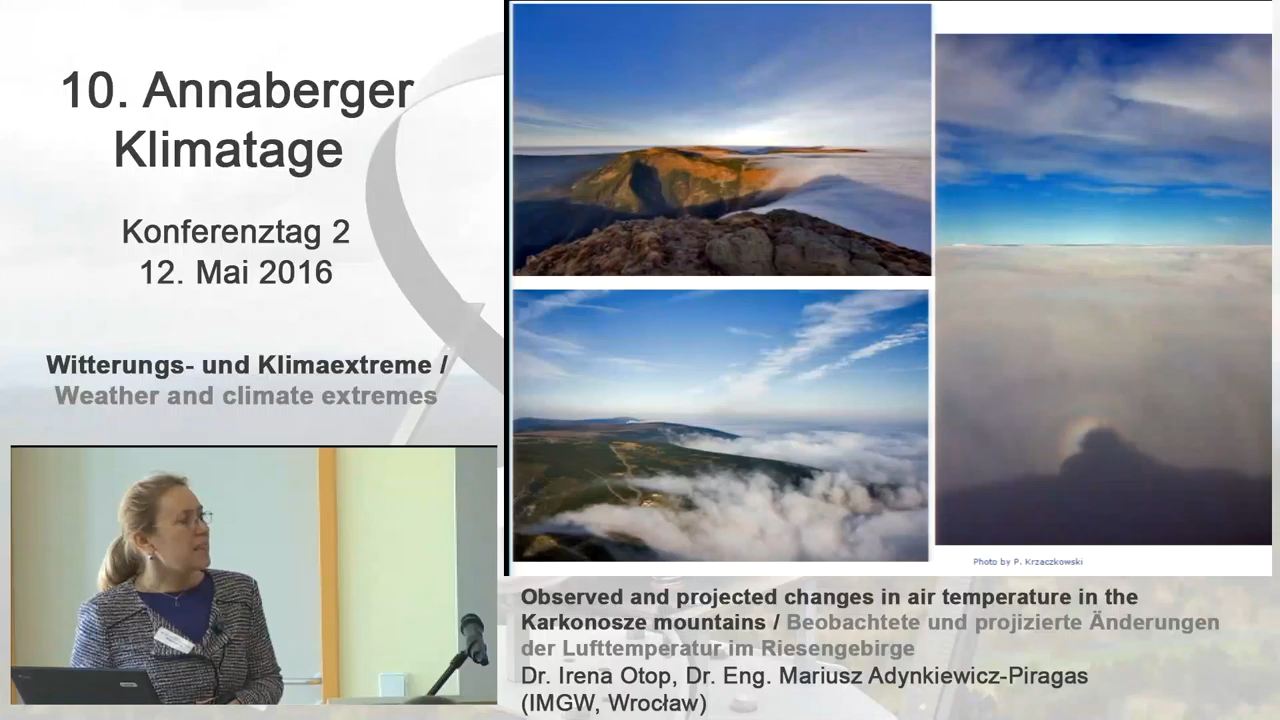 10. Annaberger
Klimatage
Konferenztag 2
12. Mai 2016
Witterungs- und Klimaextreme /
Weather and climate extremes
Photo by P. Krzaczkowski
Observed and projected changes in air temperature in the
Karkonosze mountains / Beobachtete und projizierte Änderungen
der Lufttemperatur im Riesengebirge
Dr. Irena Otop, Dr. Eng. Mariusz Adynkiewicz-Piragas
(IMGW, Wrocław)